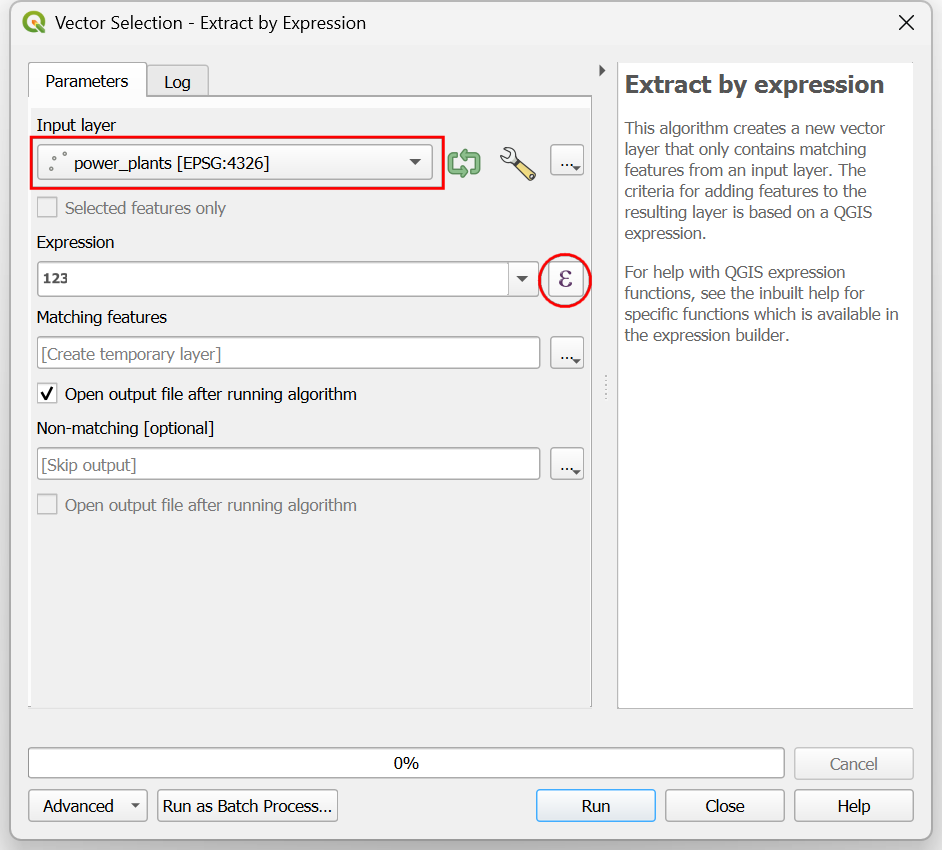 Vector Selection - Extract by Expression
Parameters
Log
Input layer
power_plants [EPSG:4326]
...
Selected features only
Expression
123
ε
Matching features
[Create temporary layer]
...
Open output file after running algorithm
Non-matching [optional]
[Skip output]
...
Open output file after running algorithm
Extract by expression
This algorithm creates a new vector
layer that only contains matching
features from an input layer. The
criteria for adding features to the
resulting layer is based on a QGIS
expression.
For help with QGIS expression
functions, see the inbuilt help for
specific functions which is available in
the expression builder.
0%
Cancel
Advanced
Run as Batch Process...
Run
Close
Help